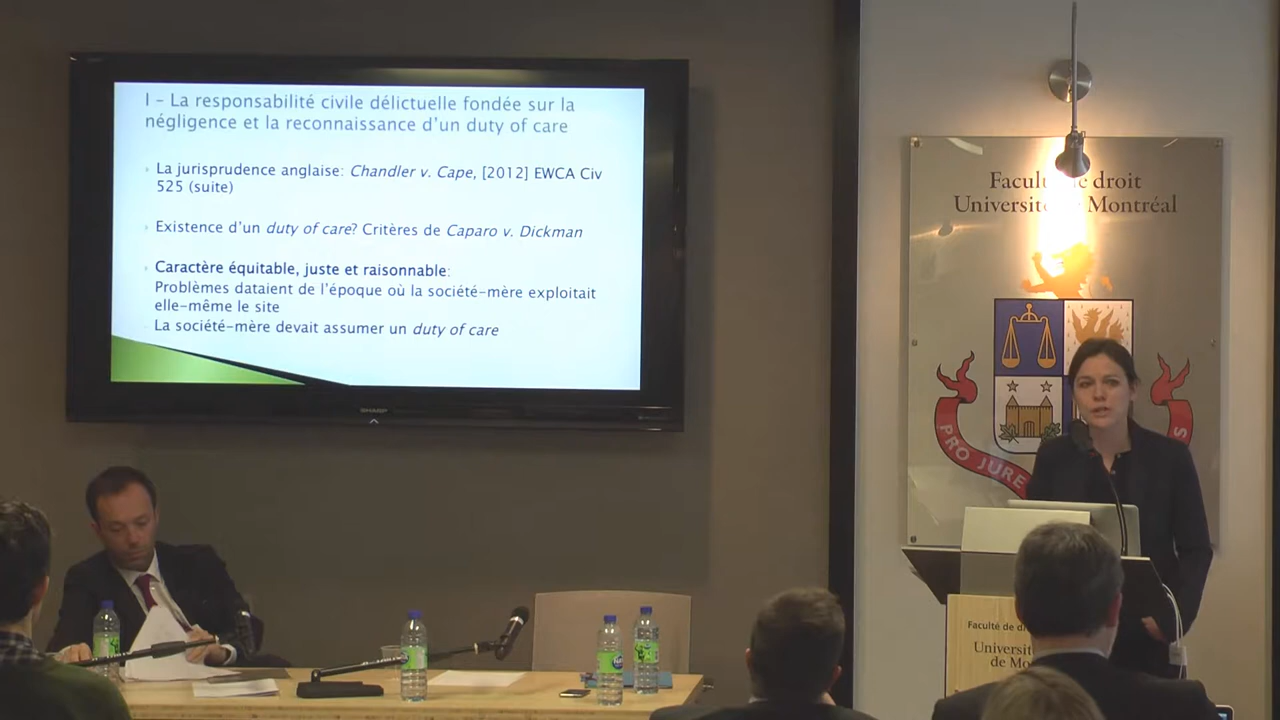 I – La responsabilité civile délictuelle fondée sur la
négligence et la reconnaissance d'un duty of care
La jurisprudence anglaise: Chandler v. Cape, [2012] EWCA Civ
525 (suite)
Existence d'un duty of care? Critères de Caparo v. Dickman
Caractère équitable, juste et raisonnable:
Problèmes dataient de l'époque où la société-mère exploitait
elle-même le site
La société-mère devait assumer un duty of care
SHARP
Faculté de droit
Université de Montréal
PRO JURE
S
Faculté de
Universit
de Mo